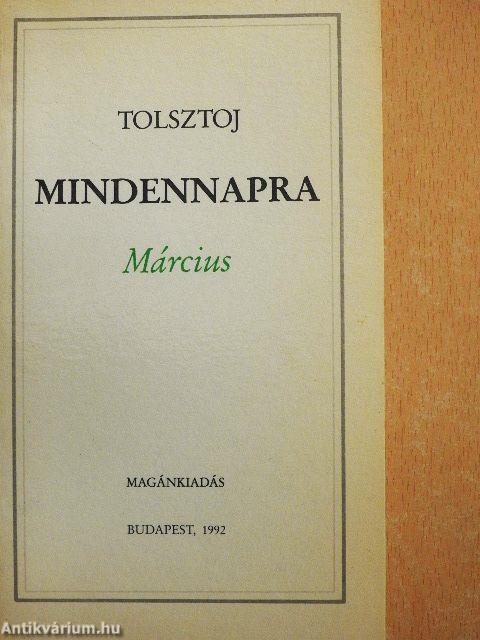 TOLSZTOJ
MINDENNAPRA
Március
MAGÁNKIADÁS
BUDAPEST, 1992
Antikvárium.hu